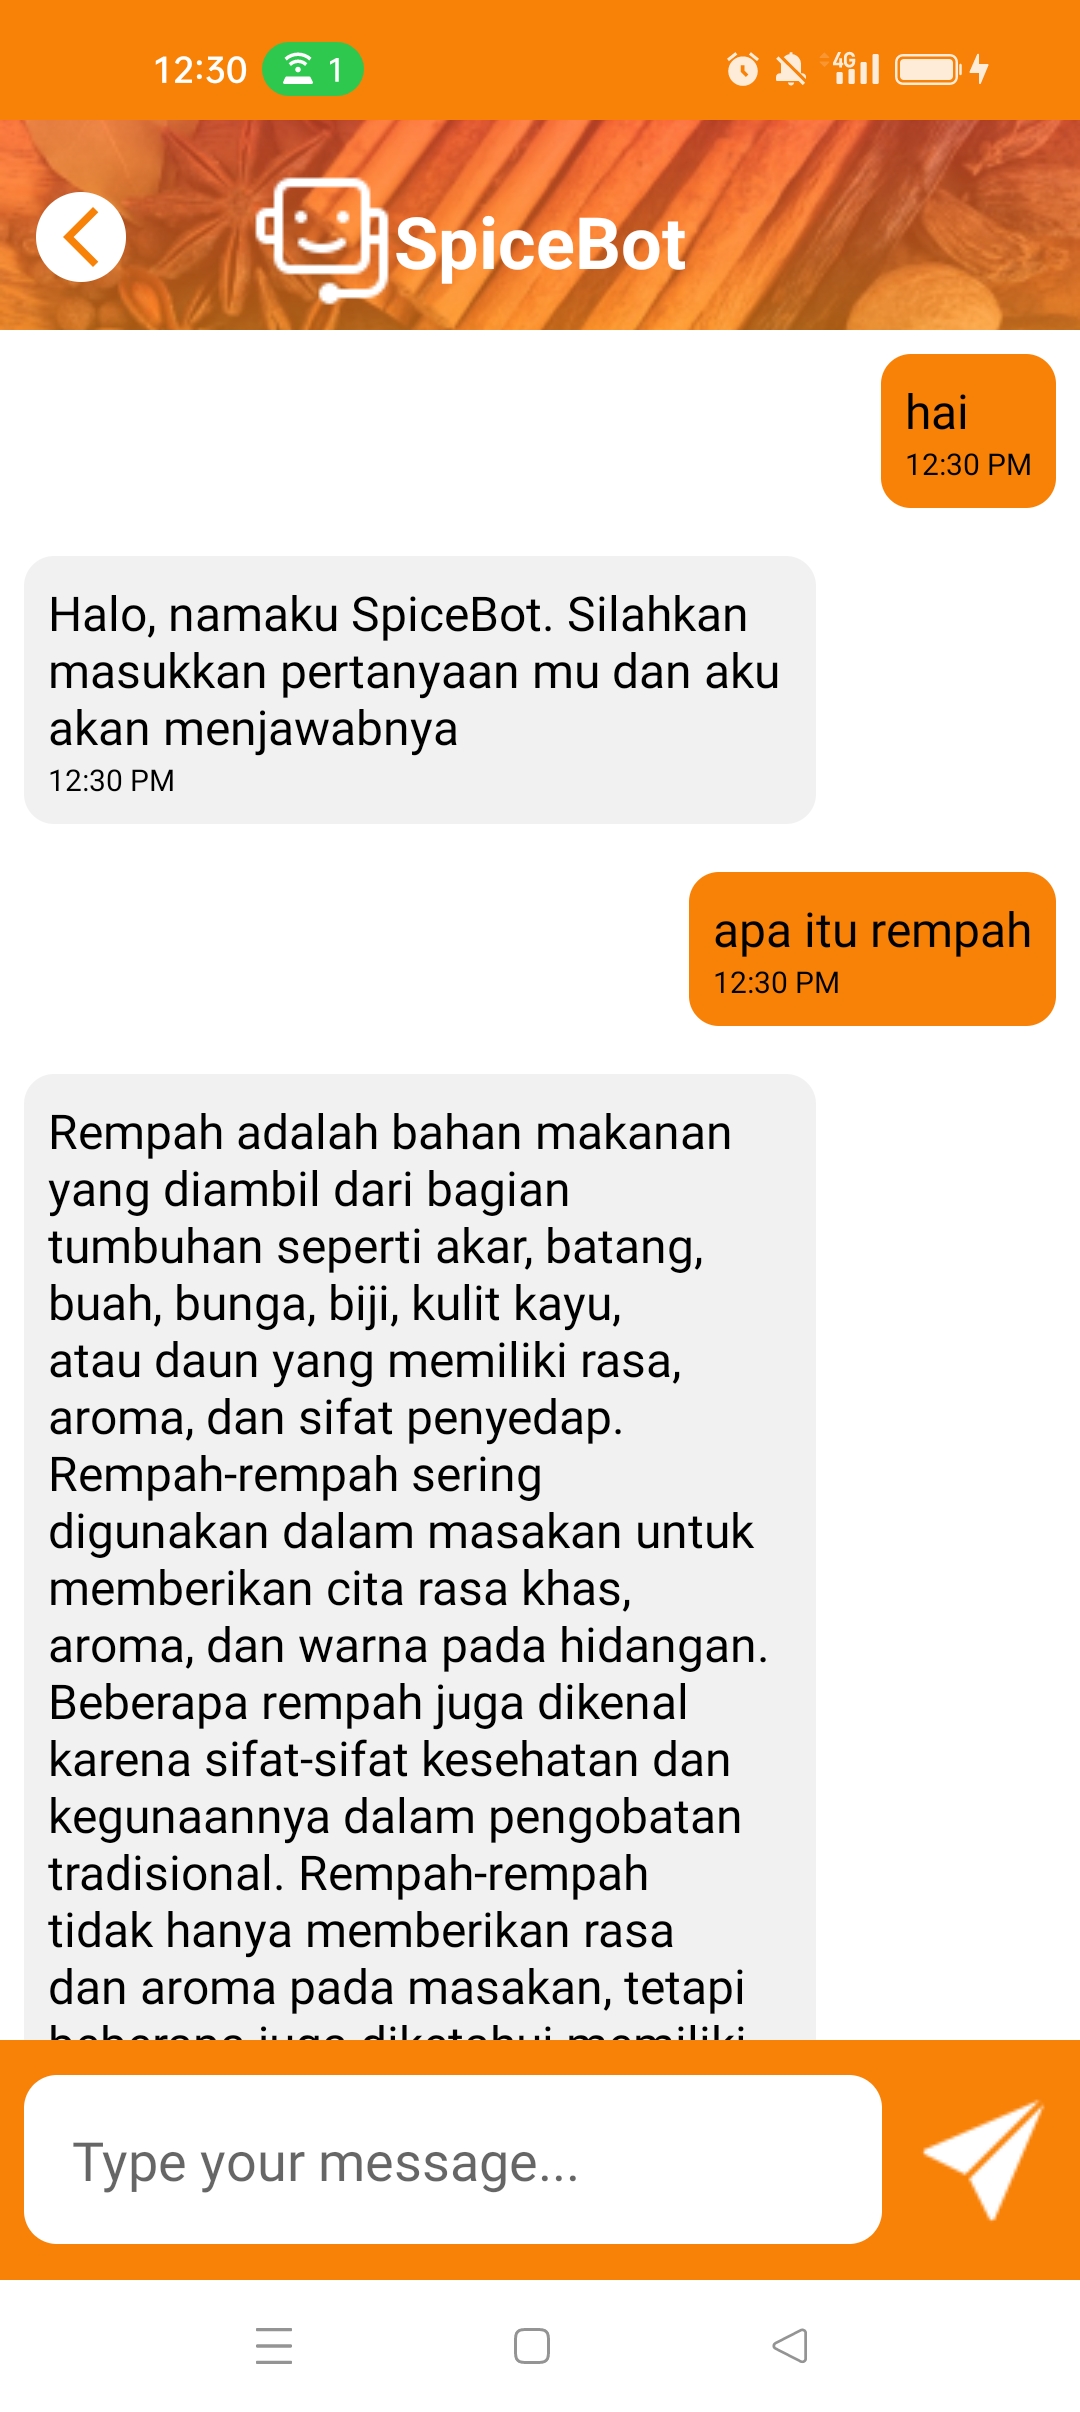 12:30 1 4G
SpiceBot
hai
12:30 PM
Halo, namaku SpiceBot. Silahkan
masukkan pertanyaan mu dan aku
akan menjawabnya
12:30 PM
apa itu rempah
12:30 PM
Rempah adalah bahan makanan
yang diambil dari bagian
tumbuhan seperti akar, batang,
buah, bunga, biji, kulit kayu,
atau daun yang memiliki rasa,
aroma, dan sifat penyedap.
Rempah-rempah sering
digunakan dalam masakan untuk
memberikan cita rasa khas,
aroma, dan warna pada hidangan.
Beberapa rempah juga dikenal
karena sifat-sifat kesehatan dan
kegunaannya dalam pengobatan
tradisional. Rempah-rempah
tidak hanya memberikan rasa
dan aroma pada masakan, tetapi
beberapa juga diketahui memiliki
Type your message...